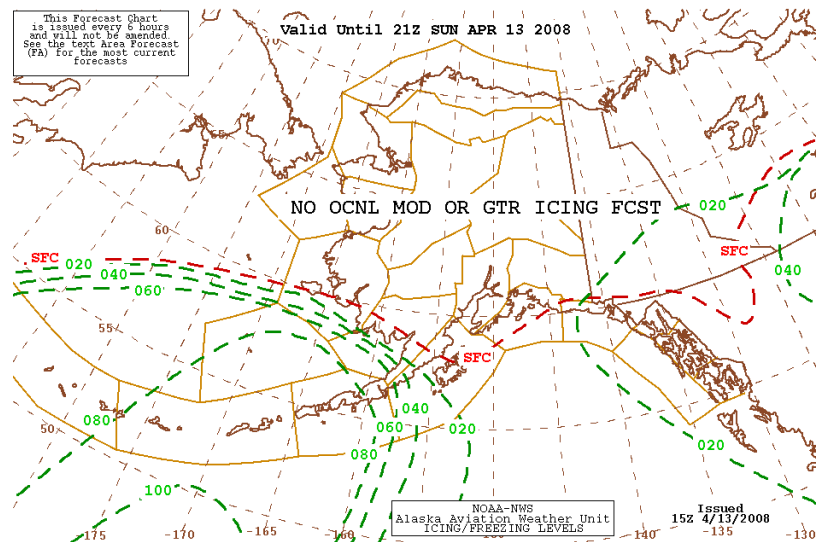 This Forecast Chart
is issued every 6 hours
and will not be amended.
See the text Area Forecast
(FA) for the most current
forecasts
Valid Until 21Z SUN APR 13 2008
65
NO OCNL MOD OR GTR ICING FCST
020
60
SFC
020
040
060
SFC
040
55
SFC
080
040
020
060
50
080
020
100
NOAA-NWS
Alaska Aviation Weather Unit
ICING/FREEZING LEVELS
Issued
15Z 4/13/2008
-175
-170
-165
-160
-155
-150
-145
-140
-135
-130